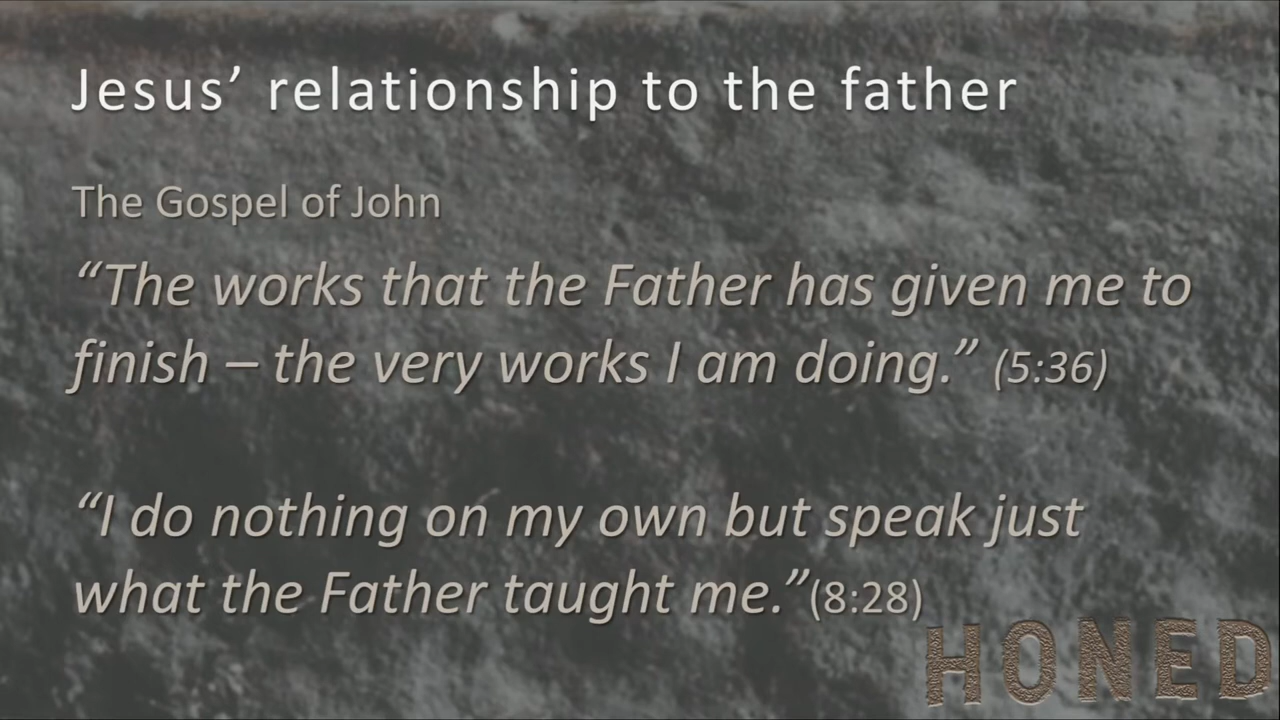 Jesus’ relationship to the father
The Gospel of John
“The works that the Father has given me to
finish – the very works I am doing.” (5:36)
“I do nothing on my own but speak just
what the Father taught me.”(8:28)
HONED